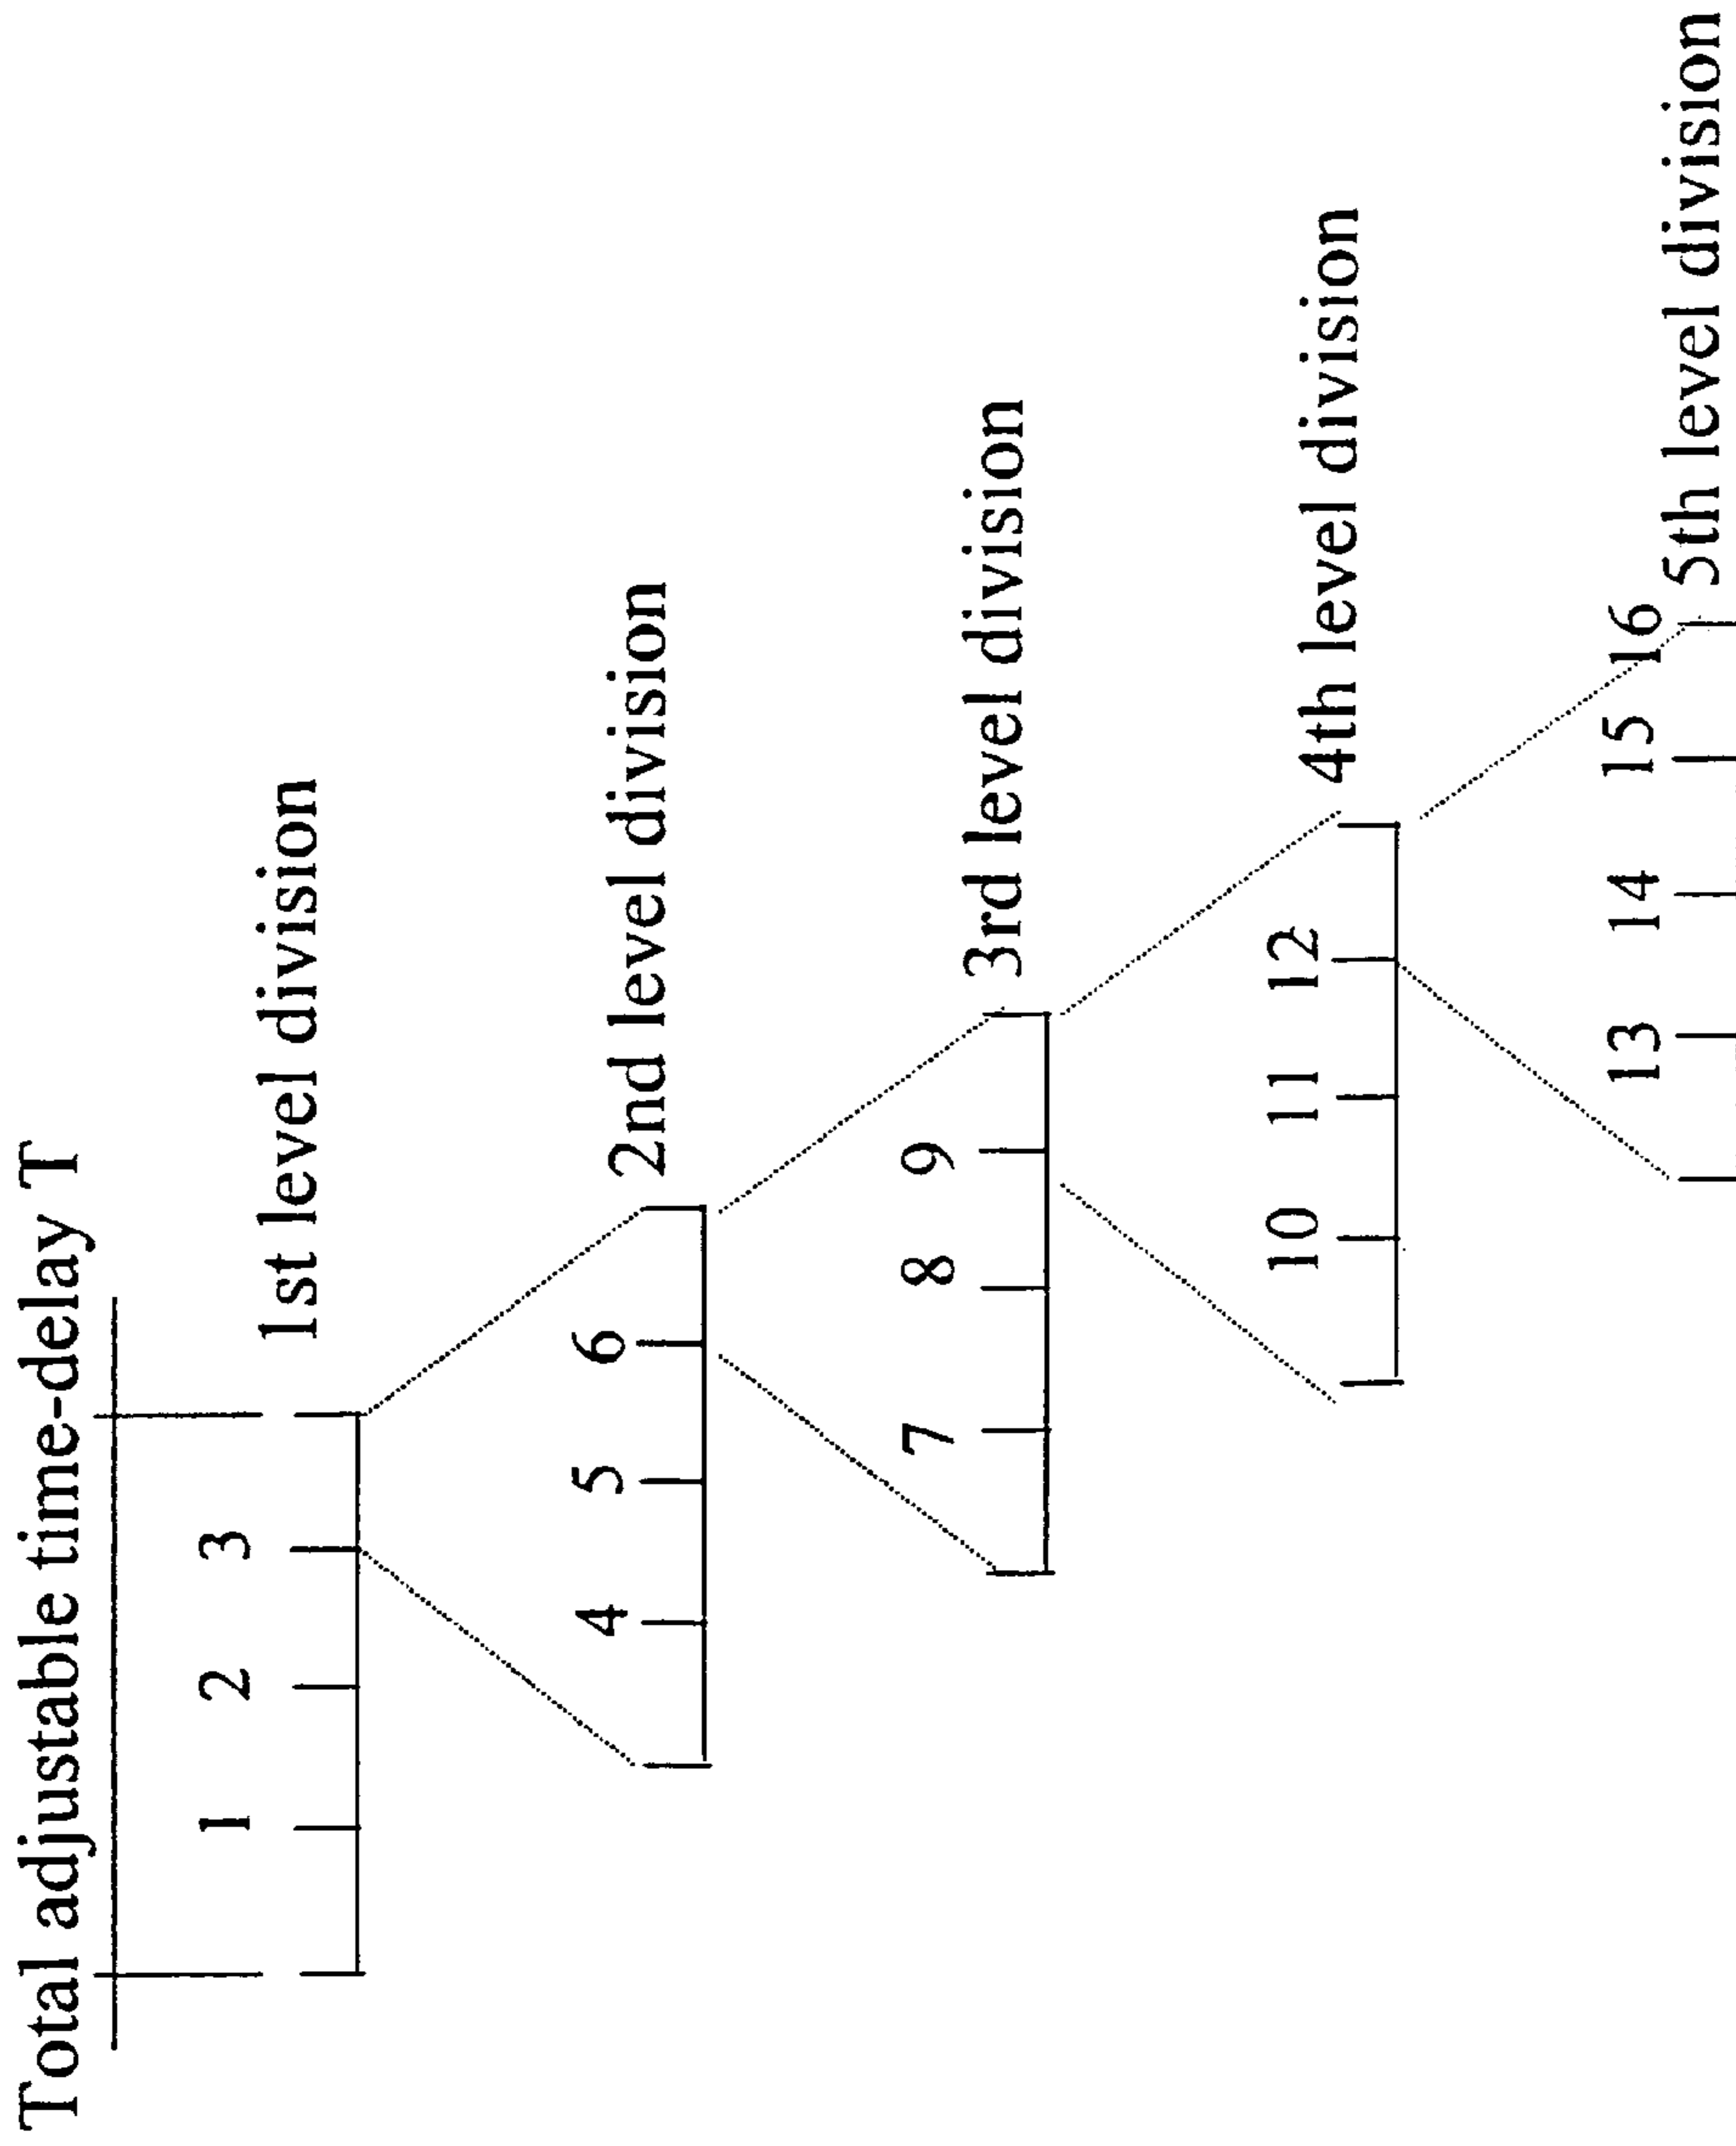 Total adjustable time-delay T
1 2 3
1st level division
4 5 6
2nd level division
7 8 9
3rd level division
10 11 12
4th level division
13 14 15 16
5th level division